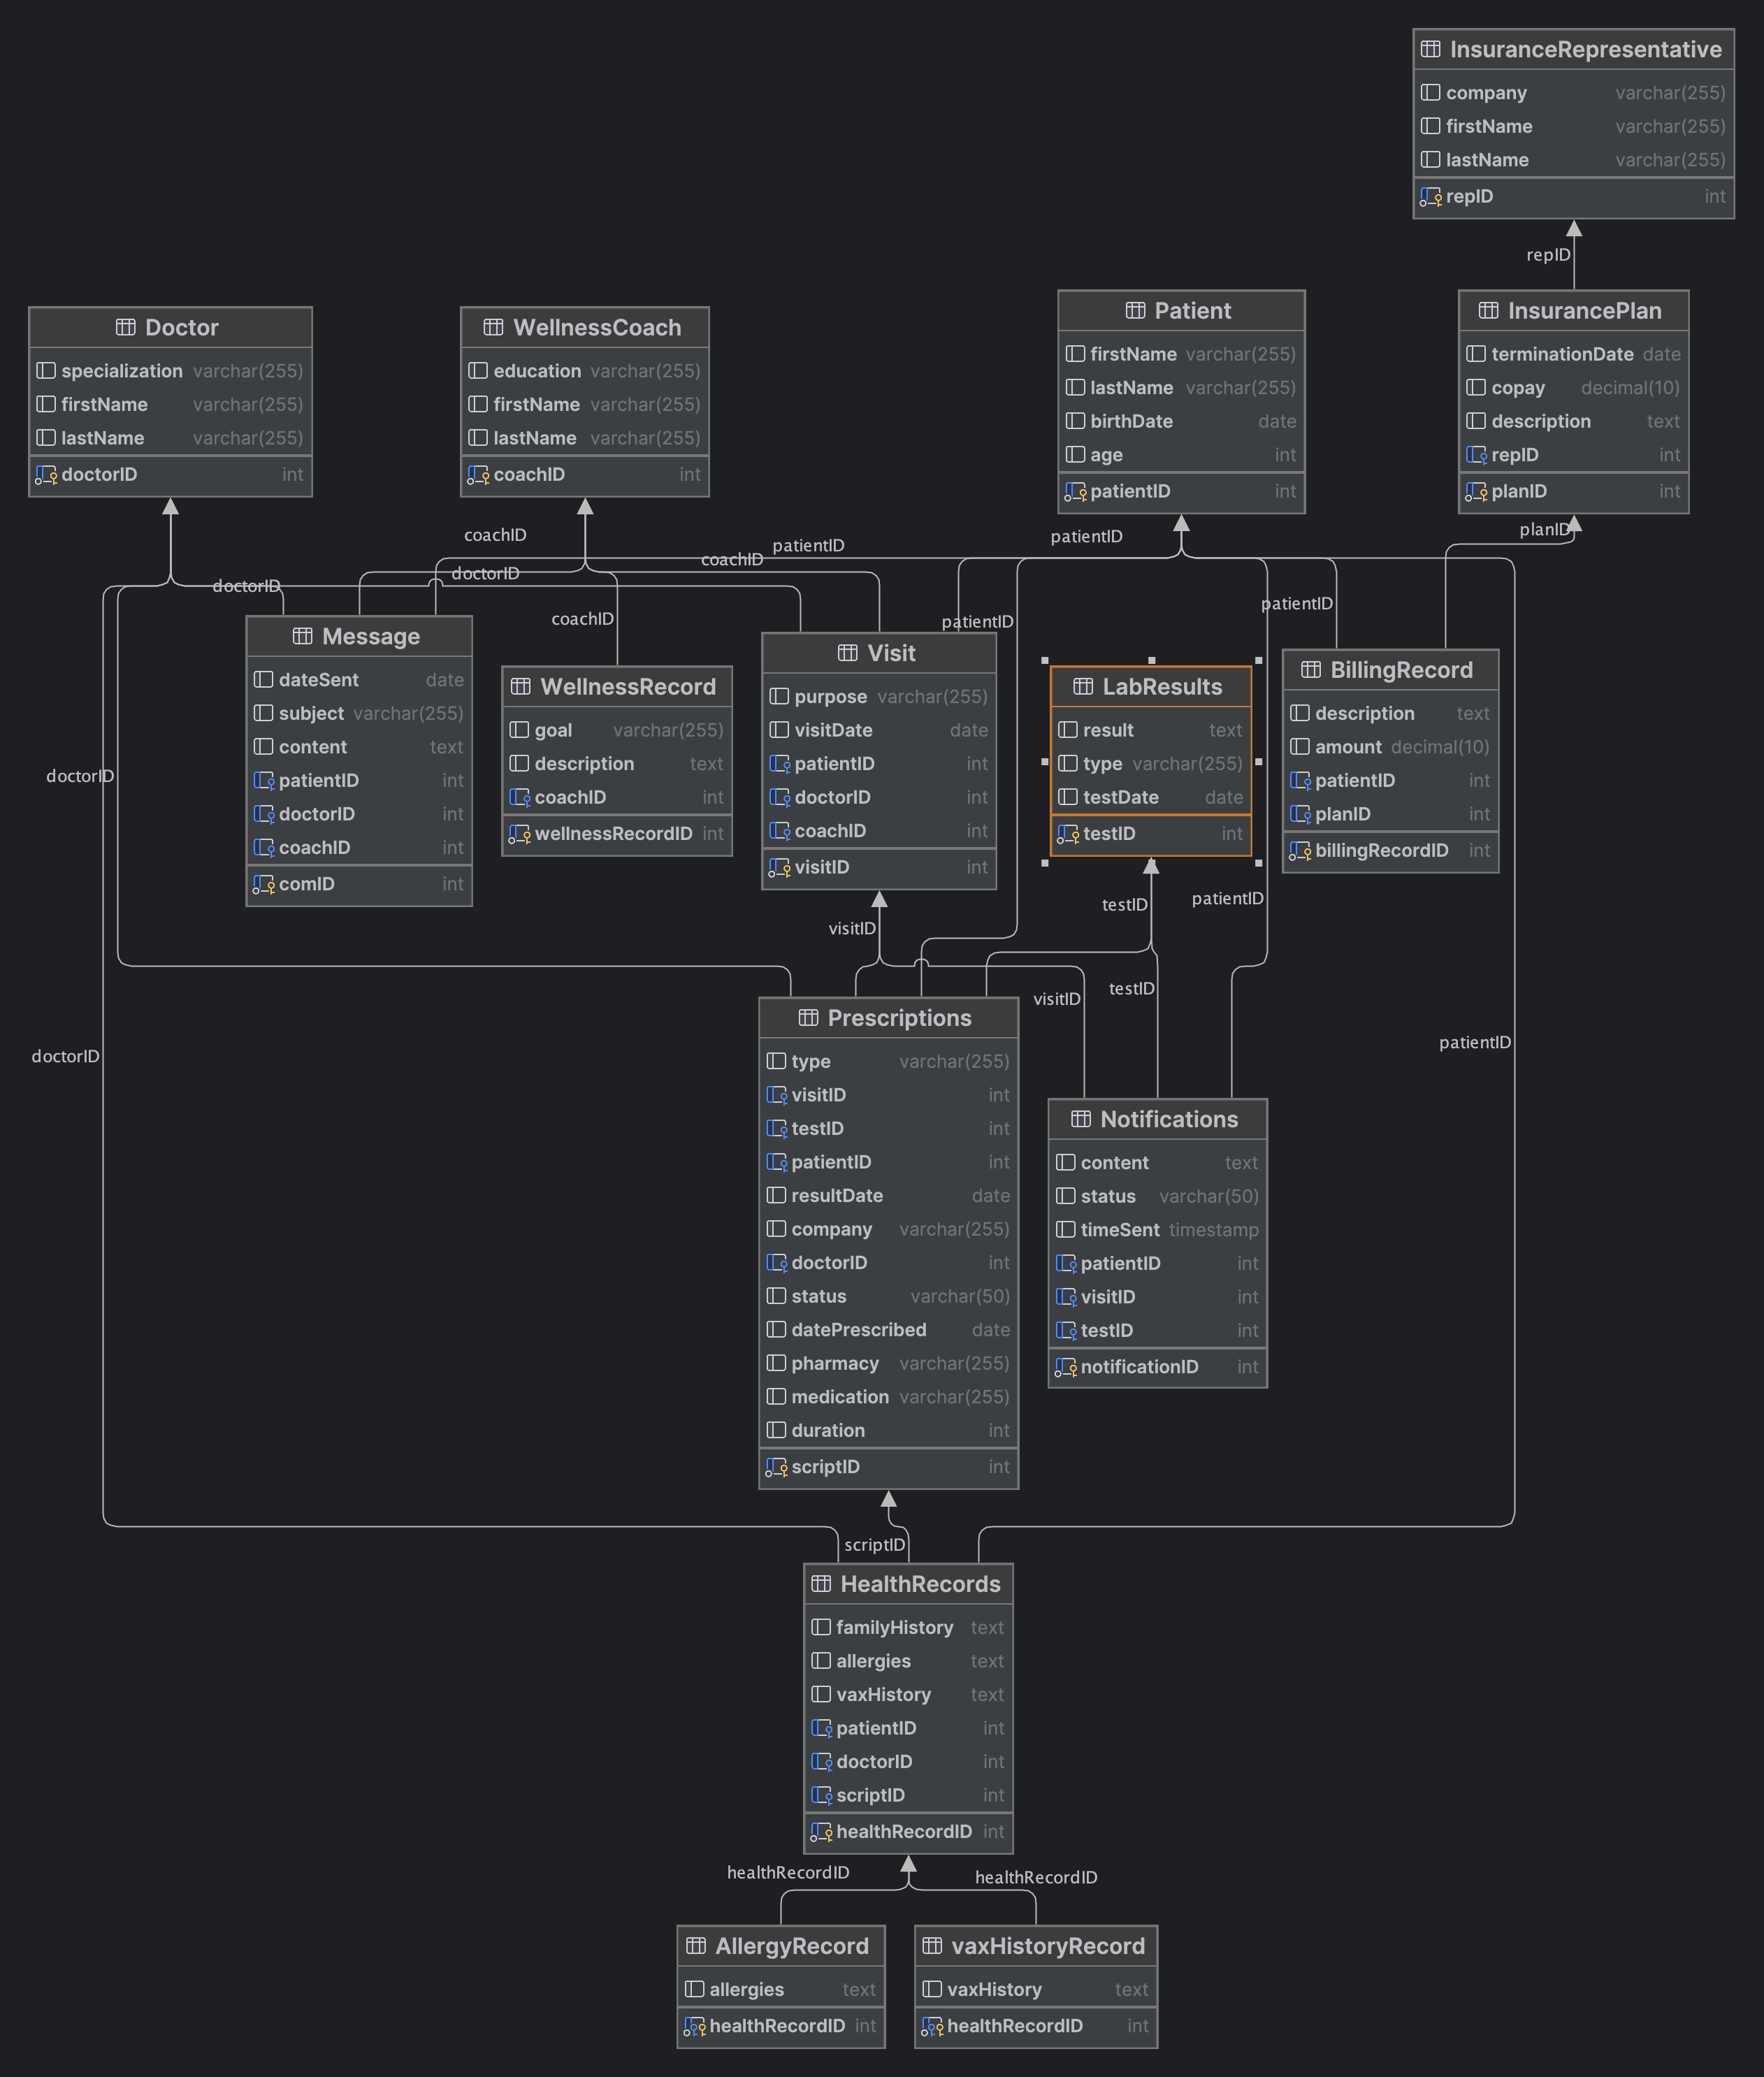 InsuranceRepresentative
company varchar(255)
firstName varchar(255)
lastName varchar(255)
repID int
repID
Doctor
specialization varchar(255)
firstName varchar(255)
lastName varchar(255)
doctorID int
WellnessCoach
education varchar(255)
firstName varchar(255)
lastName varchar(255)
coachID int
Patient
firstName varchar(255)
lastName varchar(255)
birthDate date
age int
patientID int
InsurancePlan
terminationDate date
copay decimal(10)
description text
repID int
planID int
coachID
patientID
patientID
planID
doctorID
doctorID
coachID
coachID
patientID
patientID
Message
dateSent date
subject varchar(255)
content text
patientID int
doctorID int
coachID int
comID int
WellnessRecord
goal varchar(255)
description text
coachID int
wellnessRecordID int
Visit
purpose varchar(255)
visitDate date
patientID int
doctorID int
coachID int
visitID int
LabResults
result text
type varchar(255)
testDate date
testID int
BillingRecord
description text
amount decimal(10)
patientID int
planID int
billingRecordID int
doctorID
visitID
testID
patientID
visitID
testID
doctorID
patientID
Prescriptions
type varchar(255)
visitID int
testID int
patientID int
resultDate date
company varchar(255)
doctorID int
status varchar(50)
datePrescribed date
pharmacy varchar(255)
medication varchar(255)
duration int
scriptID int
Notifications
content text
status varchar(50)
timeSent timestamp
patientID int
visitID int
testID int
notificationID int
scriptID
HealthRecords
familyHistory text
allergies text
vaxHistory text
patientID int
doctorID int
scriptID int
healthRecordID int
healthRecordID
healthRecordID
AllergyRecord
allergies text
healthRecordID int
vaxHistoryRecord
vaxHistory text
healthRecordID int